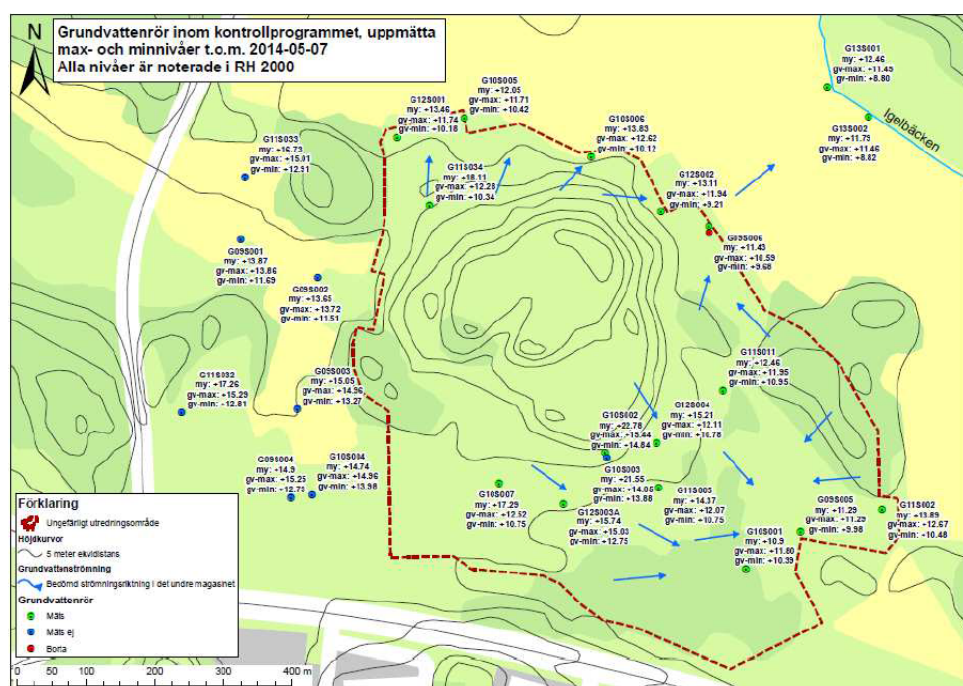 N
Grundvattenrör inom kontrollprogrammet, uppmätta
max- och minnivåer t.o.m. 2014-05-07
Alla nivåer är noterade i RH 2000
G13S001
my: +12.46
gv-max: +11.45
gv-min: +8.80
G10S005
my: +12.05
gv-max: +11.71
gv-min: +10.42
G12S001
my: +13.46
gv-max: +11.74
gv-min: +10.18
G10S006
my: +13.83
gv-max: +12.62
gv-min: +10.12
Igelbäcken
G13S002
my: +11.79
gv-max: +11.46
gv-min: +8.82
G11S033
my: +16.73
gv-max: +15.01
gv-min: +12.91
G11S034
my: +18.11
gv-max: +12.28
gv-min: +10.34
G12S002
my: +13.11
gv-max: +11.94
gv-min: +9.21
G09S006
my: +11.43
gv-max: +10.59
gv-min: +9.68
G09S001
my: +13.87
gv-max: +13.86
gv-min: +11.69
G09S002
my: +13.65
gv-max: +13.72
gv-min: +11.51
G11S011
my: +12.46
gv-max: +11.95
gv-min: +10.95
G11S032
my: +17.26
gv-max: +15.29
gv-min: +12.81
G09S003
my: +15.05
gv-max: +14.96
gv-min: +13.27
G12S004
my: +15.21
gv-max: +12.11
gv-min: +10.78
G10S002
my: +22.78
gv-max: +15.44
gv-min: +14.84
G09S004
my: +14.9
gv-max: +15.25
gv-min: +12.73
G10S004
my: +14.74
gv-max: +14.96
gv-min: +13.98
G10S003
my: +21.55
gv-max: +14.05
gv-min: +13.88
G10S007
my: +17.29
gv-max: +12.52
gv-min: +10.75
G12S003A
my: +15.74
gv-max: +15.03
gv-min: +12.75
G11S003
my: +14.37
gv-max: +12.07
gv-min: +10.75
G09S005
my: +11.29
gv-max: +11.29
gv-min: +9.98
G11S002
my: +13.89
gv-max: +12.67
gv-min: +10.48
G10S001
my: +10.9
gv-max: +11.80
gv-min: +10.39
Förklaring
Ungefärligt utredningsområde
Höjdkurvor
5 meter ekvidistans
Grundvattenströmning
Bedömd strömningsriktning i det undre magasinet
Grundvattenrör
Mäts
Mäts ej
Borta
0 50 100 200 300 400 m